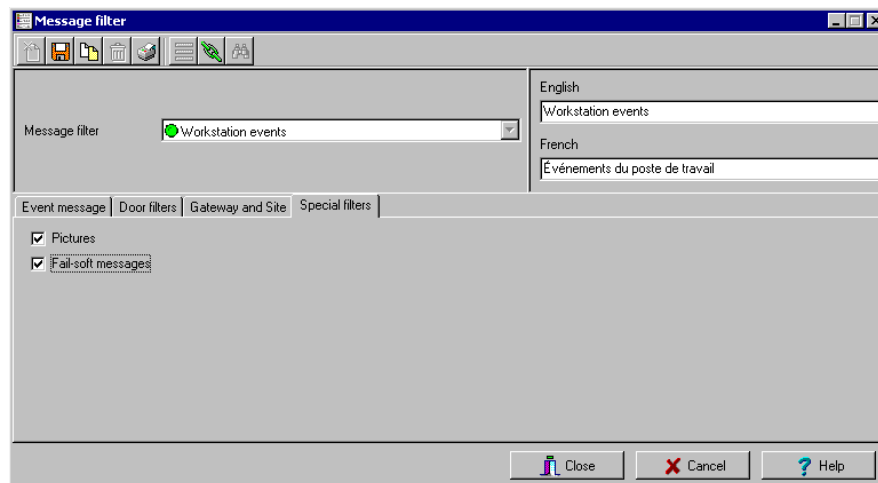 Message filter
English
Workstation events
Message filter
Workstation events
French
Événements du poste de travail
Event message
Door filters
Gateway and Site
Special filters
Pictures
Fail-soft messages
Close
Cancel
? Help